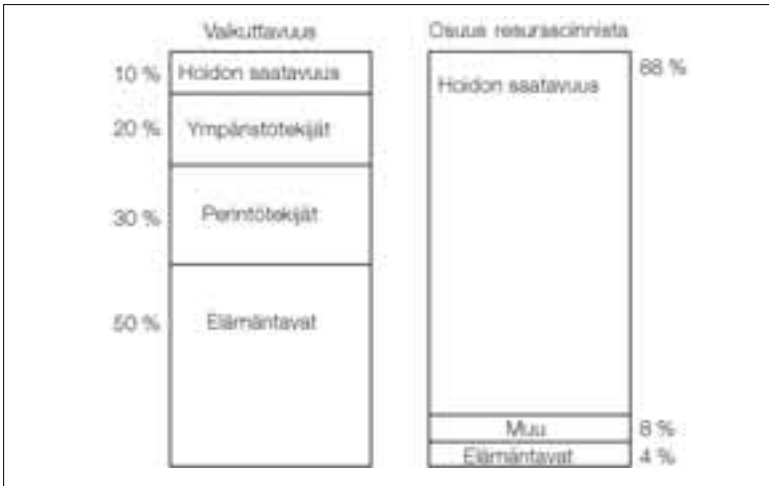 Vaikuttavuus
10 % Hoidon saatavuus
20 % Ympäristötekijät
30 % Perintötekijät
50 % Elämäntavat
Osuus resurssoinnista
Hoidon saatavuus 88 %
Muu 8 %
Elämäntavat 4 %